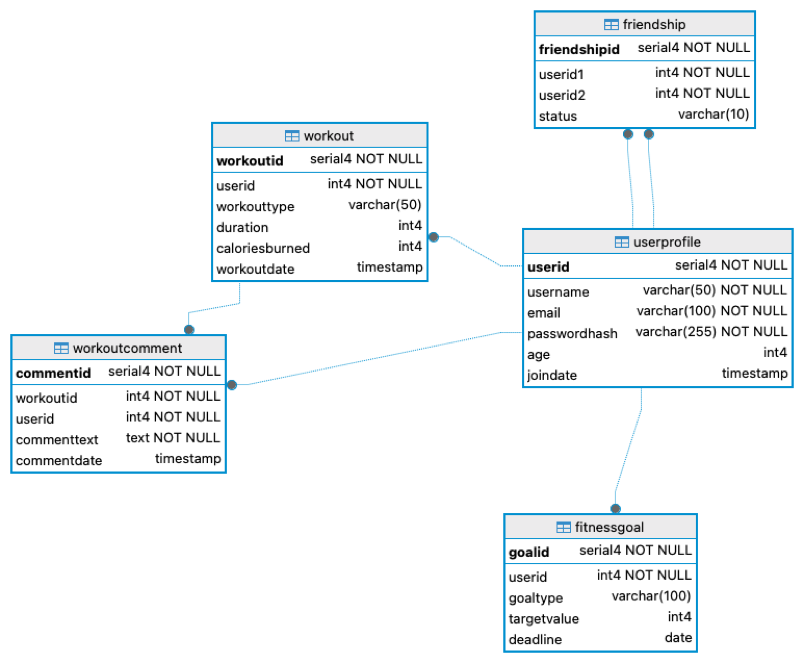 friendship
friendshipid serial4 NOT NULL
userid1 int4 NOT NULL
userid2 int4 NOT NULL
status varchar(10)
workout
workoutid serial4 NOT NULL
userid int4 NOT NULL
workouttype varchar(50)
duration int4
caloriesburned int4
workoutdate timestamp
userprofile
userid serial4 NOT NULL
username varchar(50) NOT NULL
email varchar(100) NOT NULL
passwordhash varchar(255) NOT NULL
age int4
joindate timestamp
workoutcomment
commentid serial4 NOT NULL
workoutid int4 NOT NULL
userid int4 NOT NULL
commenttext text NOT NULL
commentdate timestamp
fitnessgoal
goalid serial4 NOT NULL
userid int4 NOT NULL
goaltype varchar(100)
targetvalue int4
deadline date